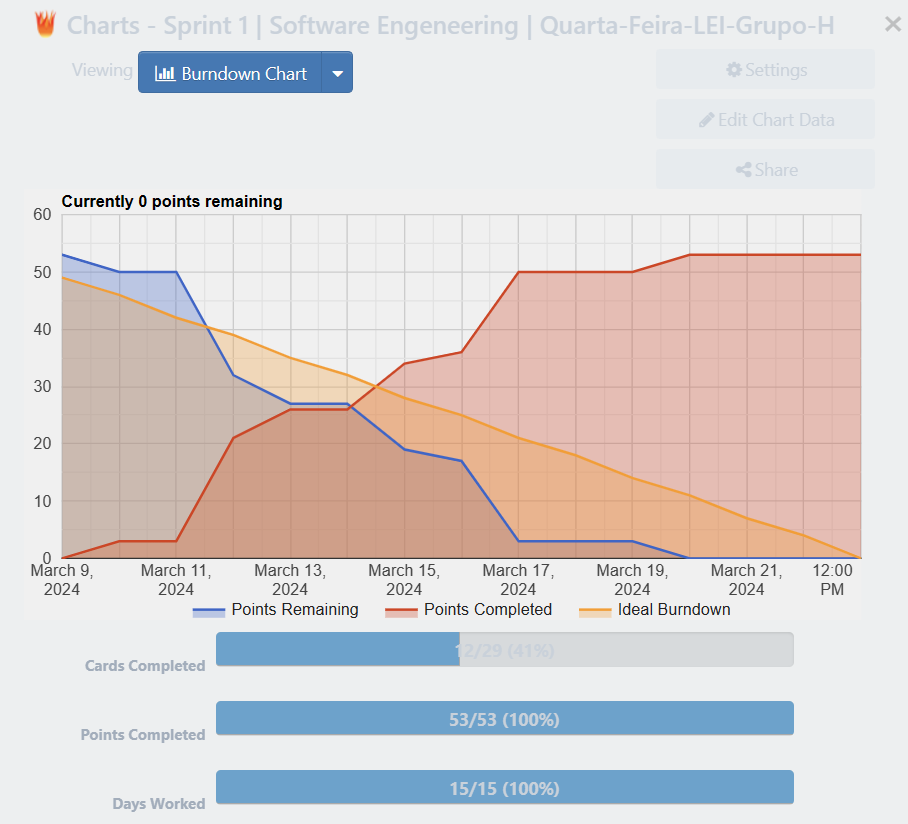 Charts - Sprint 1 | Software Engeneering | Quarta-Feira-LEI-Grupo-H
Viewing
Burndown Chart
Settings
Edit Chart Data
Share
Currently 0 points remaining
60
50
40
30
20
10
0
March 9, 2024
March 11, 2024
March 13, 2024
March 15, 2024
March 17, 2024
March 19, 2024
March 21, 2024
12:00 PM
Points Remaining
Points Completed
Ideal Burndown
Cards Completed
12/29 (41%)
Points Completed
53/53 (100%)
Days Worked
15/15 (100%)